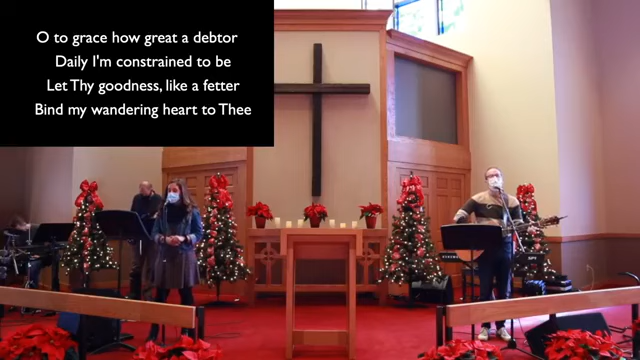 O to grace how great a debtor
Daily I'm constrained to be
Let Thy goodness, like a fetter
Bind my wandering heart to Thee